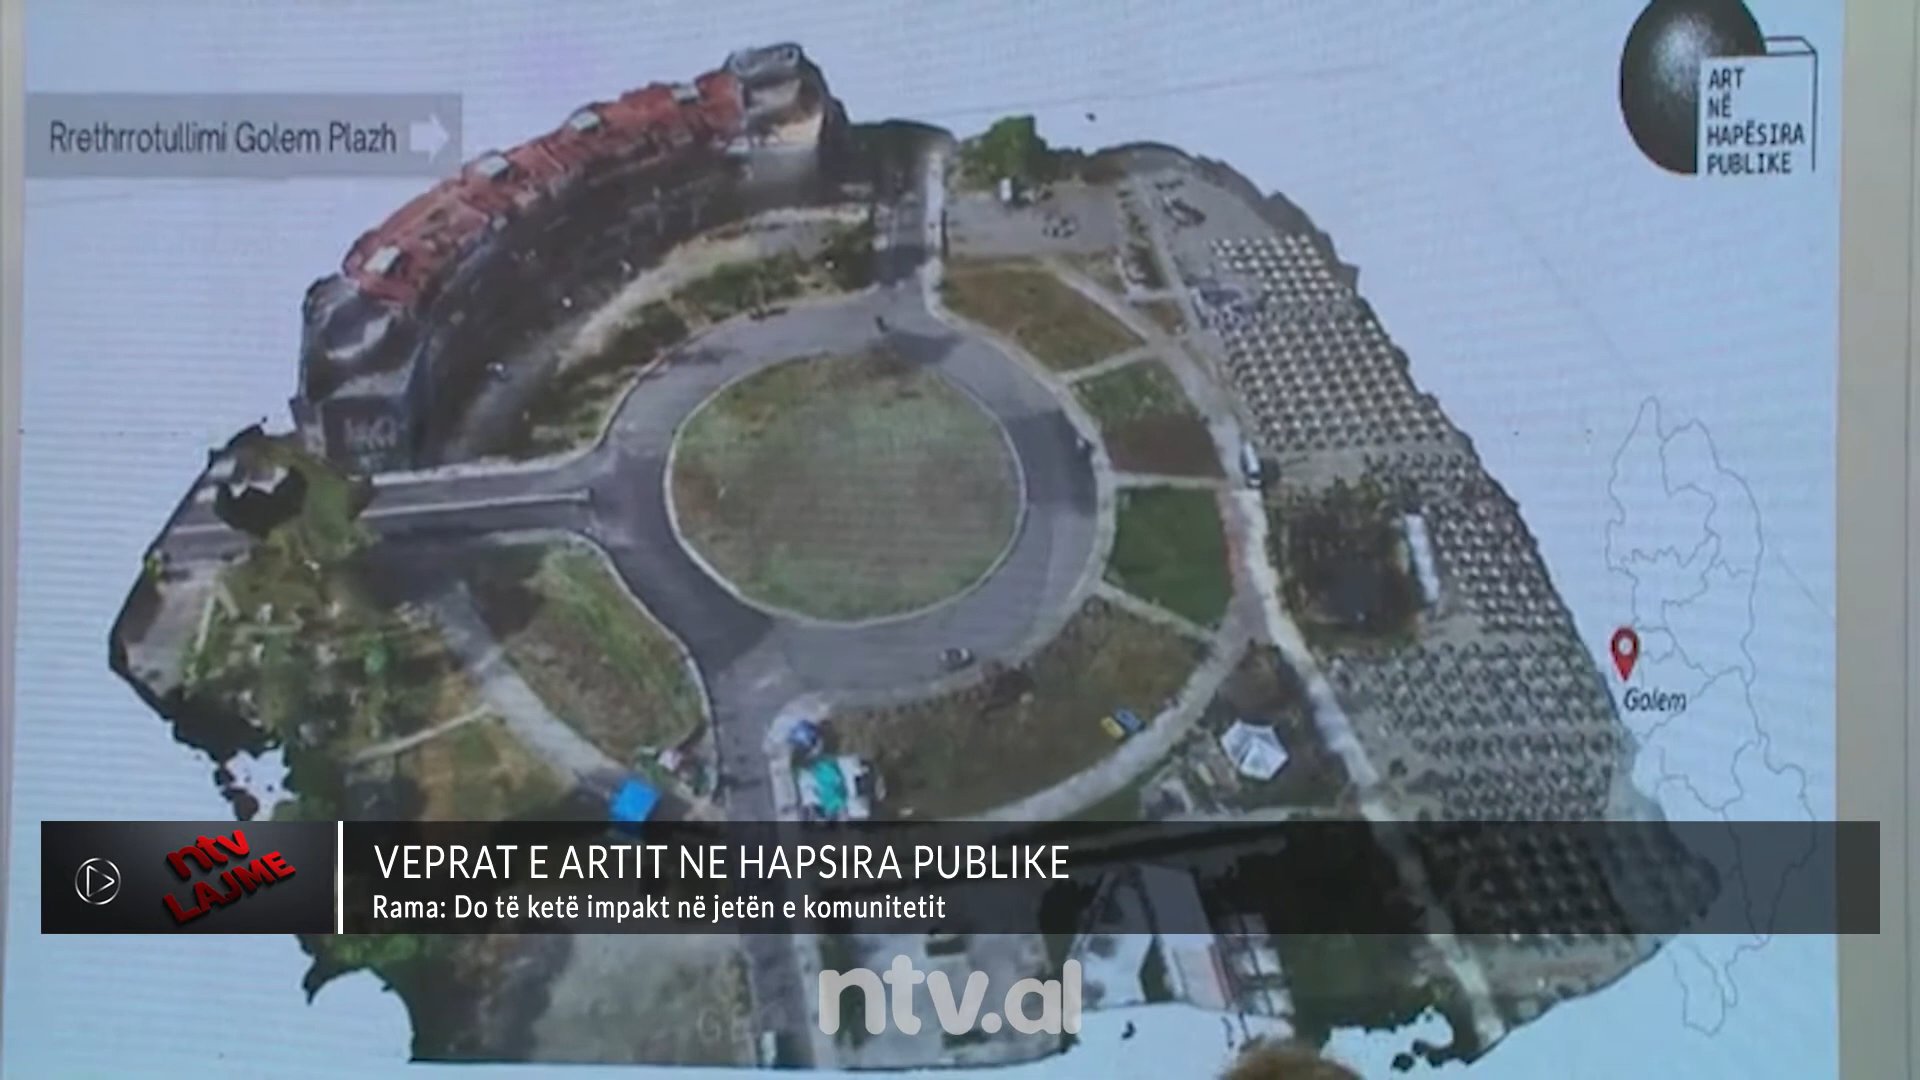 Rrethrrotullimi Golem Plazh
ART
NË
HAPËSIRA
PUBLIKE
Golem
ntv
LAJME
VEPRAT E ARTIT NE HAPSIRA PUBLIKE
Rama: Do të ketë impakt në jetën e komunitetit
ntv.al